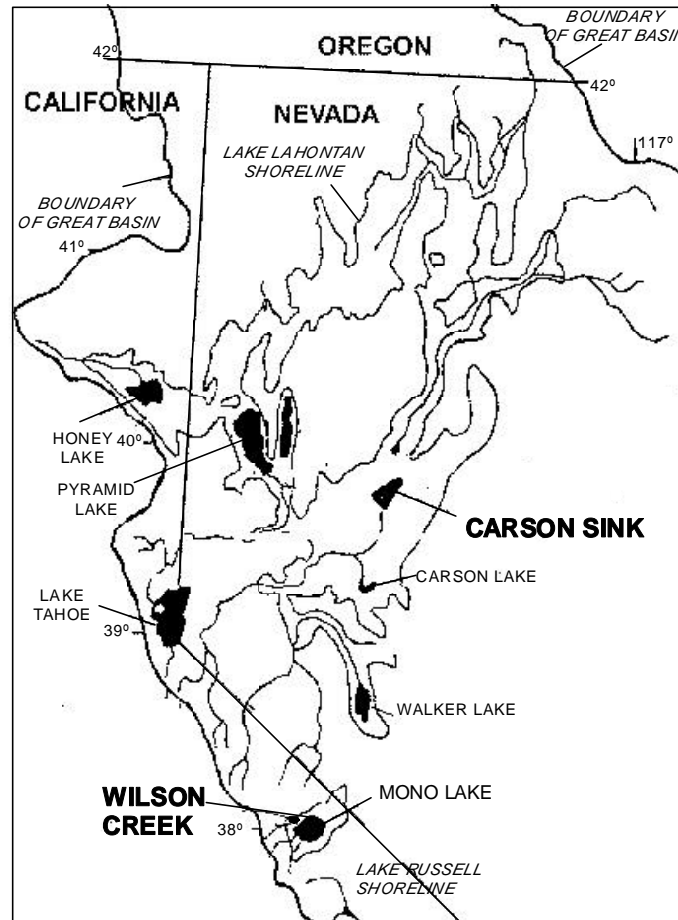 BOUNDARY
OF GREAT BASIN
OREGON
42º
42º
CALIFORNIA
NEVADA
117º
LAKE LAHONTAN
SHORELINE
BOUNDARY
OF GREAT BASIN
41º
HONEY
LAKE
40º
PYRAMID
LAKE
CARSON SINK
CARSON LAKE
LAKE
TAHOE
39º
WALKER LAKE
WILSON
CREEK
MONO LAKE
38º
LAKE RUSSELL
SHORELINE